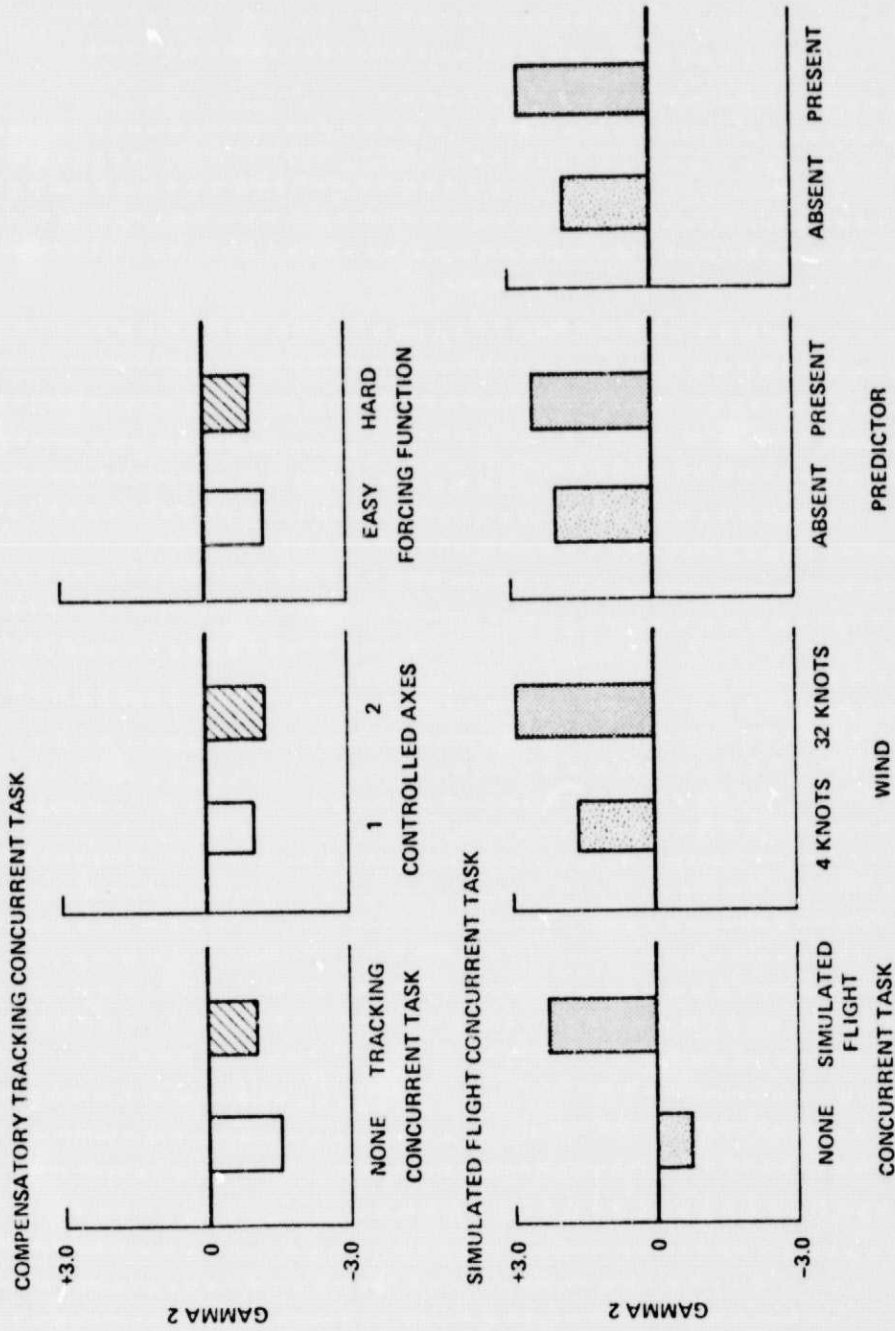 COMPENSATORY TRACKING CONCURRENT TASK
GAMMA 2
+3.0
0
-3.0
NONE TRACKING
CONCURRENT TASK
1 2
CONTROLLED AXES
EASY HARD
FORCING FUNCTION
SIMULATED FLIGHT CONCURRENT TASK
GAMMA 2
+3.0
0
-3.0
NONE SIMULATED
FLIGHT
CONCURRENT TASK
4 KNOTS 32 KNOTS
WIND
ABSENT PRESENT
PREDICTOR
ABSENT PRESENT